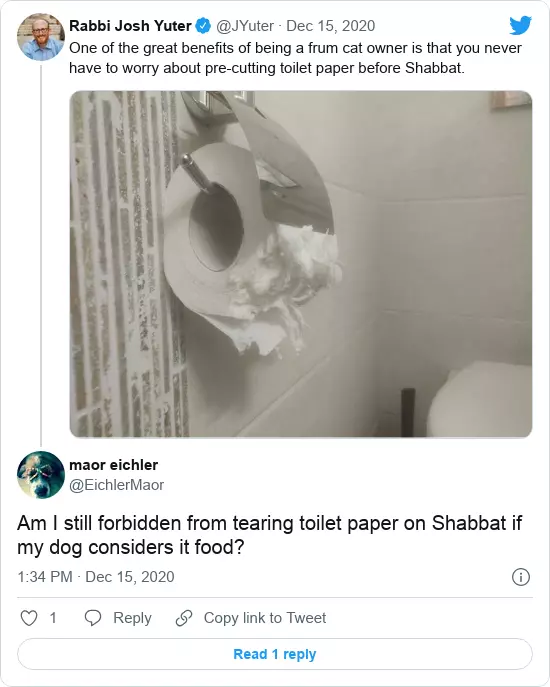 Rabbi Josh Yuter @JYuter · Dec 15, 2020
One of the great benefits of being a frum cat owner is that you never
have to worry about pre-cutting toilet paper before Shabbat.
maor eichler
@EichlerMaor
Am I still forbidden from tearing toilet paper on Shabbat if
my dog considers it food?
1:34 PM · Dec 15, 2020
1 Reply Copy link to Tweet
Read 1 reply